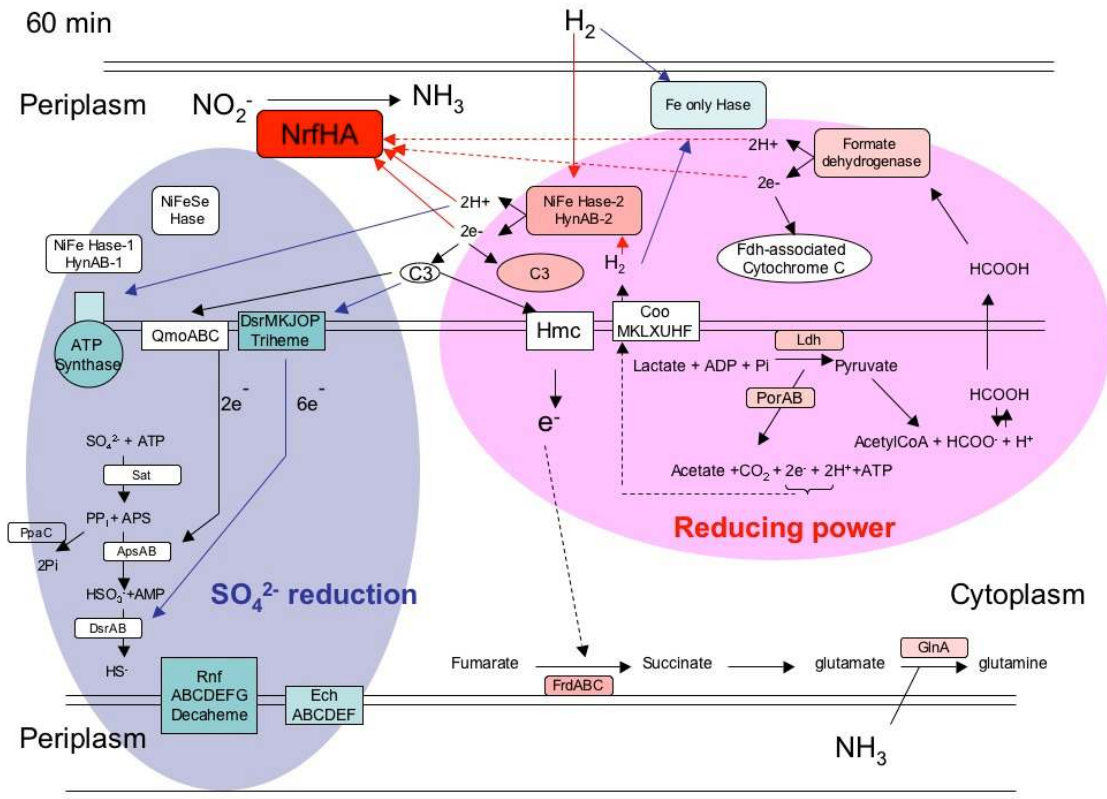 60 min
H₂
Periplasm
NO₂⁻
NH₃
NrfHA
Fe only Hase
2H+
2e-
Formate
dehydrogenase
NiFeSe
Hase
NiFe Hase-1
HynAB-1
2H+
2e-
NiFe Hase-2
HynAB-2
Fdh-associated
Cytochrome C
HCOOH
C3
C3
H₂
ATP
Synthase
QmoABC
DsrMKJOP
Triheme
Hmc
Coo
MKLXUHF
Ldh
Lactate + ADP + Pi
Pyruvate
PorAB
HCOOH
2e⁻
6e⁻
e⁻
AcetylCoA + HCOO⁻ + H⁺
SO₄²⁻ + ATP
Sat
Acetate +CO₂ + 2e⁻ + 2H⁺+ATP
Reducing power
PPᵢ + APS
PpaC
2Pi
ApsAB
HSO₃⁻+AMP
SO₄²⁻ reduction
Cytoplasm
DsrAB
HS⁻
Fumarate
Succinate
glutamate
GlnA
glutamine
FrdABC
Rnf
ABCDEFG
Decaheme
Ech
ABCDEF
Periplasm
NH₃